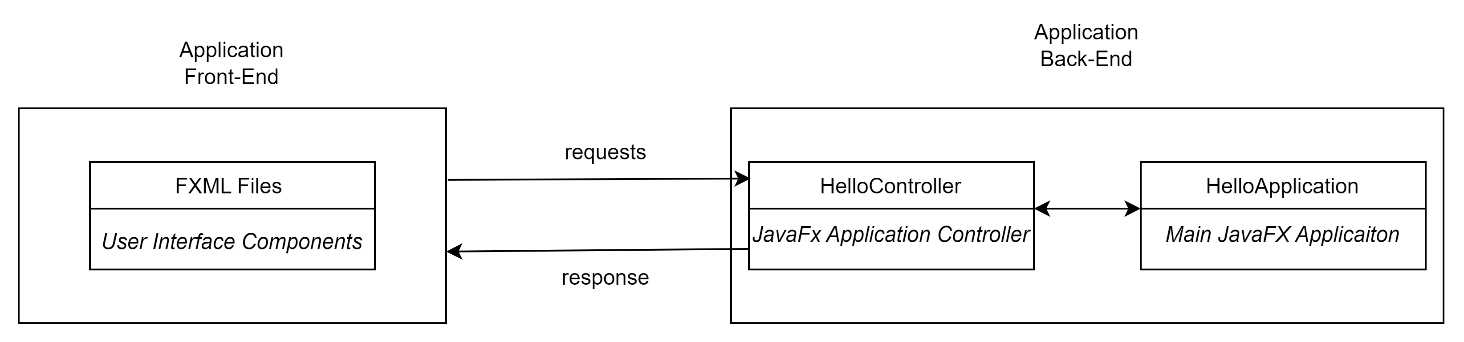 Application
Front-End
Application
Back-End
requests
FXML Files
User Interface Components
HelloController
JavaFx Application Controller
HelloApplication
Main JavaFX Applicaiton
response